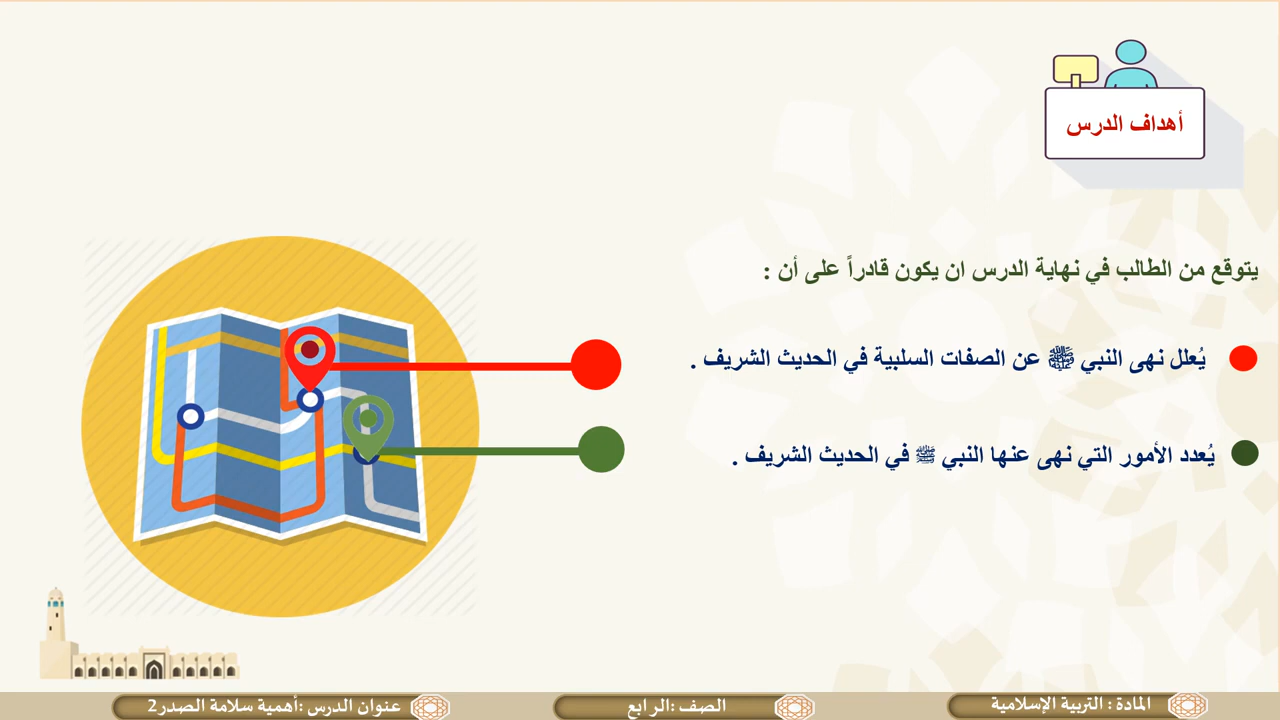 أهداف الدرس
يتوقع من الطالب في نهاية الدرس ان يكون قادراً على أن :
يُعلل نهى النبي ﷺ عن الصفات السلبية في الحديث الشريف .
يُعدد الأمور التي نهى عنها النبي ﷺ في الحديث الشريف .
المادة : التربية الإسلامية
الصف :الرابع
عنوان الدرس :أهمية سلامة الصدر2